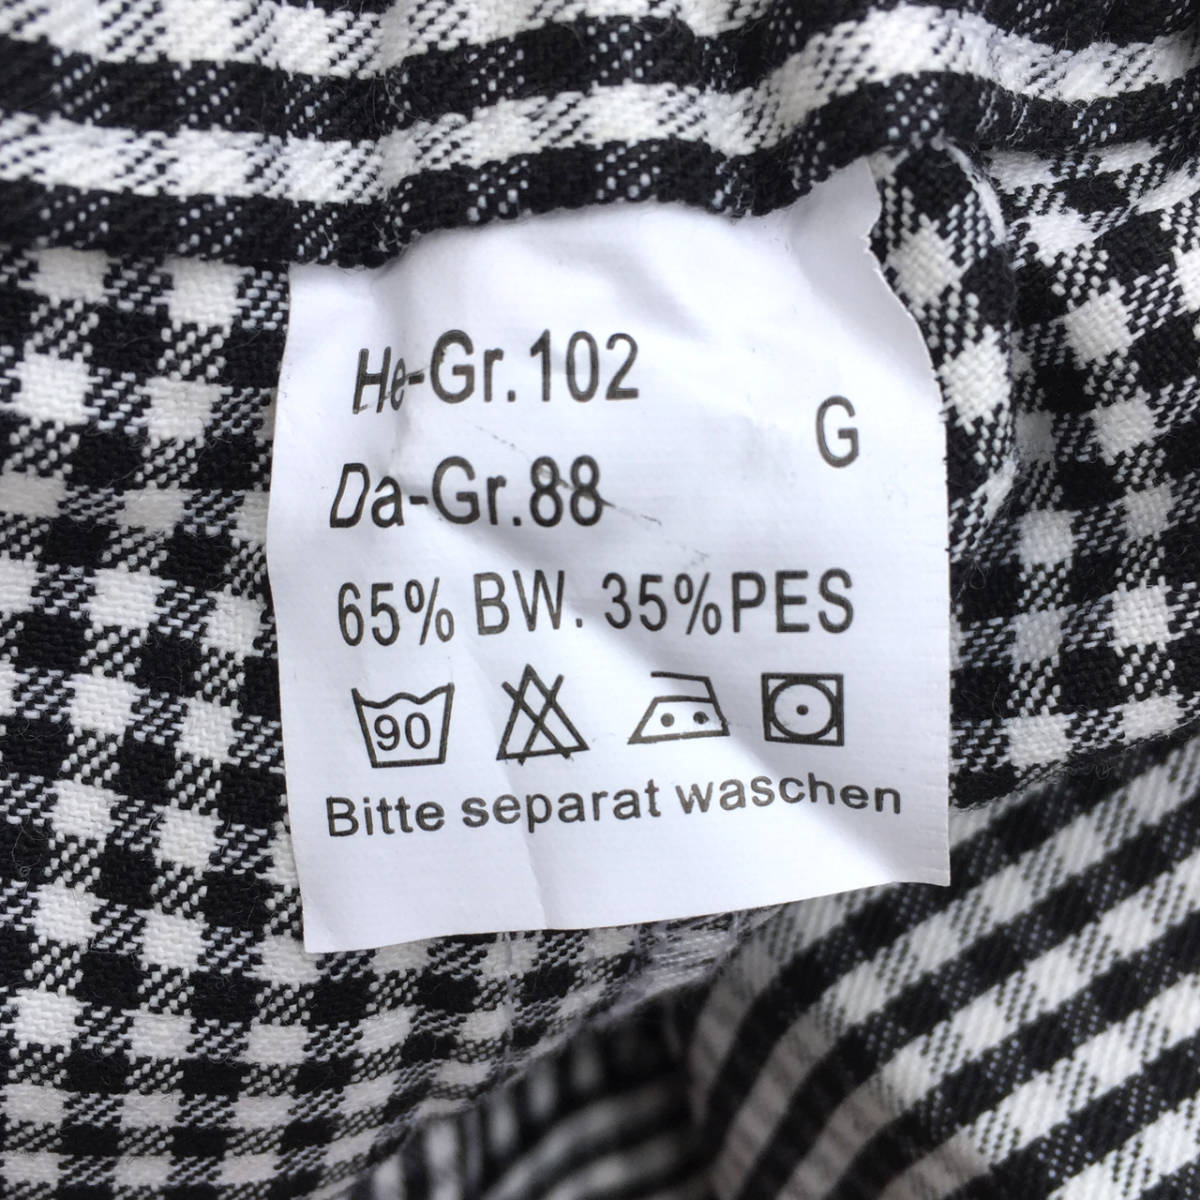 He-Gr.102
G
Da-Gr.88
65% BW. 35%PES
90
Bitte separat waschen